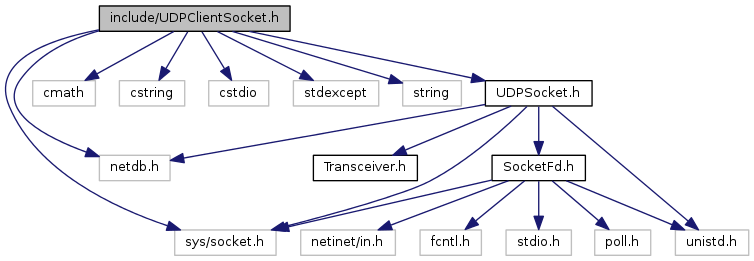 include/UDPClientSocket.h
cmath
cstring
cstdio
stdexcept
string
UDPSocket.h
netdb.h
Transceiver.h
SocketFd.h
sys/socket.h
netinet/in.h
fcntl.h
stdio.h
poll.h
unistd.h